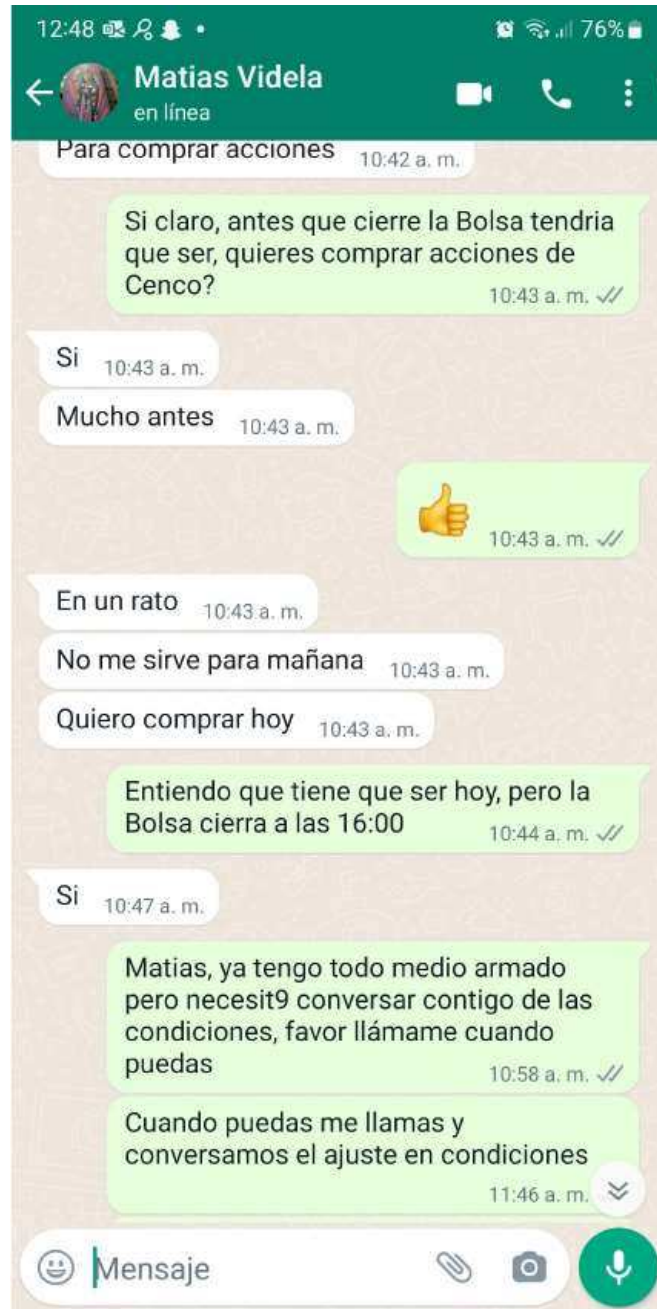 12:48
76%
Matias Videla
en línea
Para comprar acciones 10:42 a. m.
Si claro, antes que cierre la Bolsa tendria
que ser, quieres comprar acciones de
Cenco?
10:43 a. m.
Si 10:43 a. m.
Mucho antes 10:43 a. m.
10:43 a. m.
En un rato 10:43 a. m.
No me sirve para mañana 10:43 a. m.
Quiero comprar hoy 10:43 a. m.
Entiendo que tiene que ser hoy, pero la
Bolsa cierra a las 16:00 10:44 a. m.
Si 10:47 a. m.
Matias, ya tengo todo medio armado
pero necesit9 conversar contigo de las
condiciones, favor llámame cuando
puedas 10:58 a. m.
Cuando puedas me llamas y
conversamos el ajuste en condiciones
11:46 a. m.
Mensaje